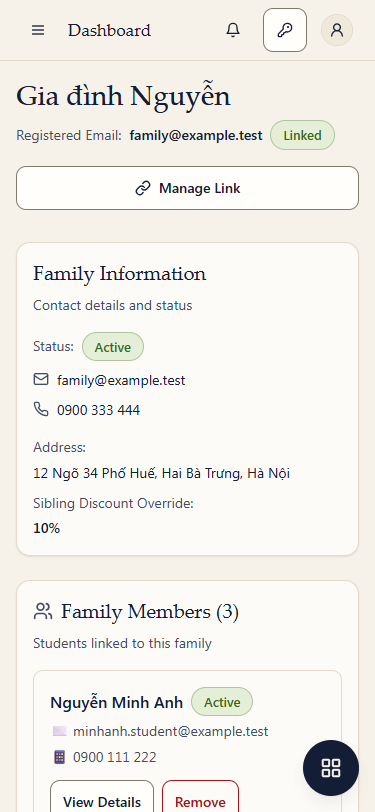 Dashboard
Gia đình Nguyễn
Registered Email: family@example.test Linked
Manage Link
Family Information
Contact details and status
Status: Active
family@example.test
0900 333 444
Address:
12 Ngõ 34 Phố Huế, Hai Bà Trưng, Hà Nội
Sibling Discount Override:
10%
Family Members (3)
Students linked to this family
Nguyễn Minh Anh Active
minhanh.student@example.test
0900 111 222
View Details Remove